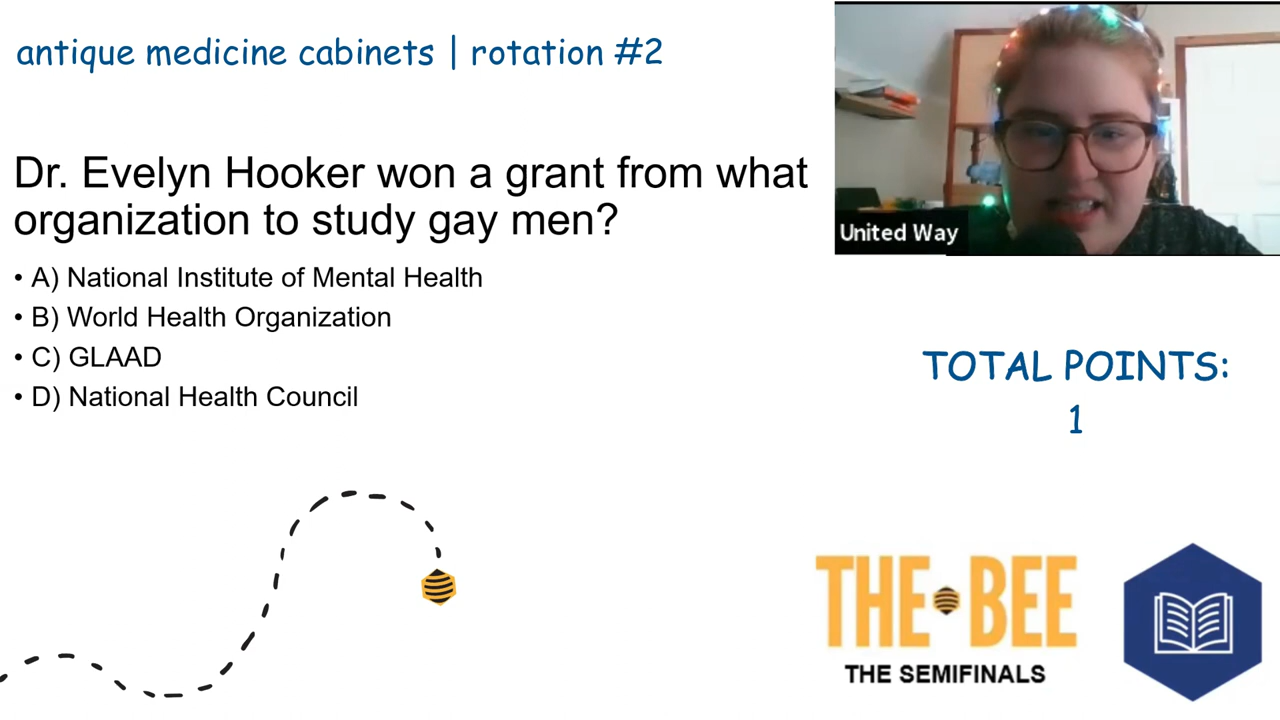 antique medicine cabinets | rotation #2
Dr. Evelyn Hooker won a grant from what
organization to study gay men?
• A) National Institute of Mental Health
• B) World Health Organization
• C) GLAAD
• D) National Health Council
United Way
TOTAL POINTS:
1
THE BEE
THE SEMIFINALS